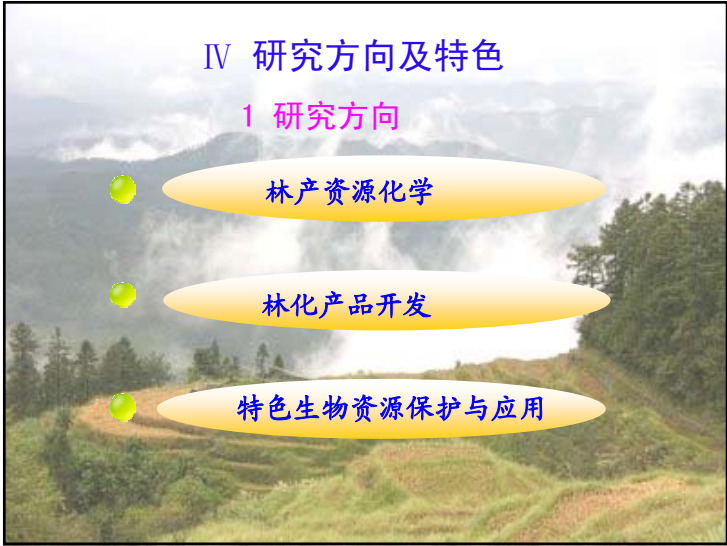 Ⅳ 研究方向及特色
1 研究方向
林产资源化学
林化产品开发
特色生物资源保护与应用